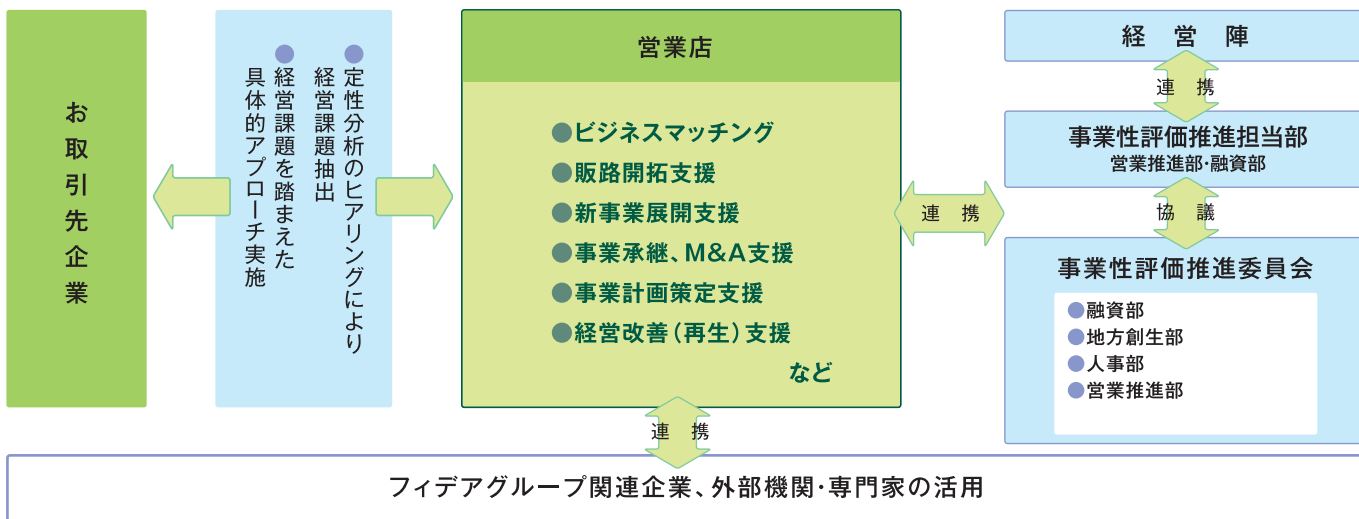 お取引先企業
●定性分析のヒアリングにより
経営課題抽出
●経営課題を踏まえた
具体的アプローチ実施
営業店
●ビジネスマッチング
●販路開拓支援
●新事業展開支援
●事業承継、M&A支援
●事業計画策定支援
●経営改善（再生）支援
など
連 携
経 営 陣
連 携
事業性評価推進担当部
営業推進部・融資部
協 議
事業性評価推進委員会
●融資部
●地方創生部
●人事部
●営業推進部
連 携
フィデアグループ関連企業、外部機関・専門家の活用